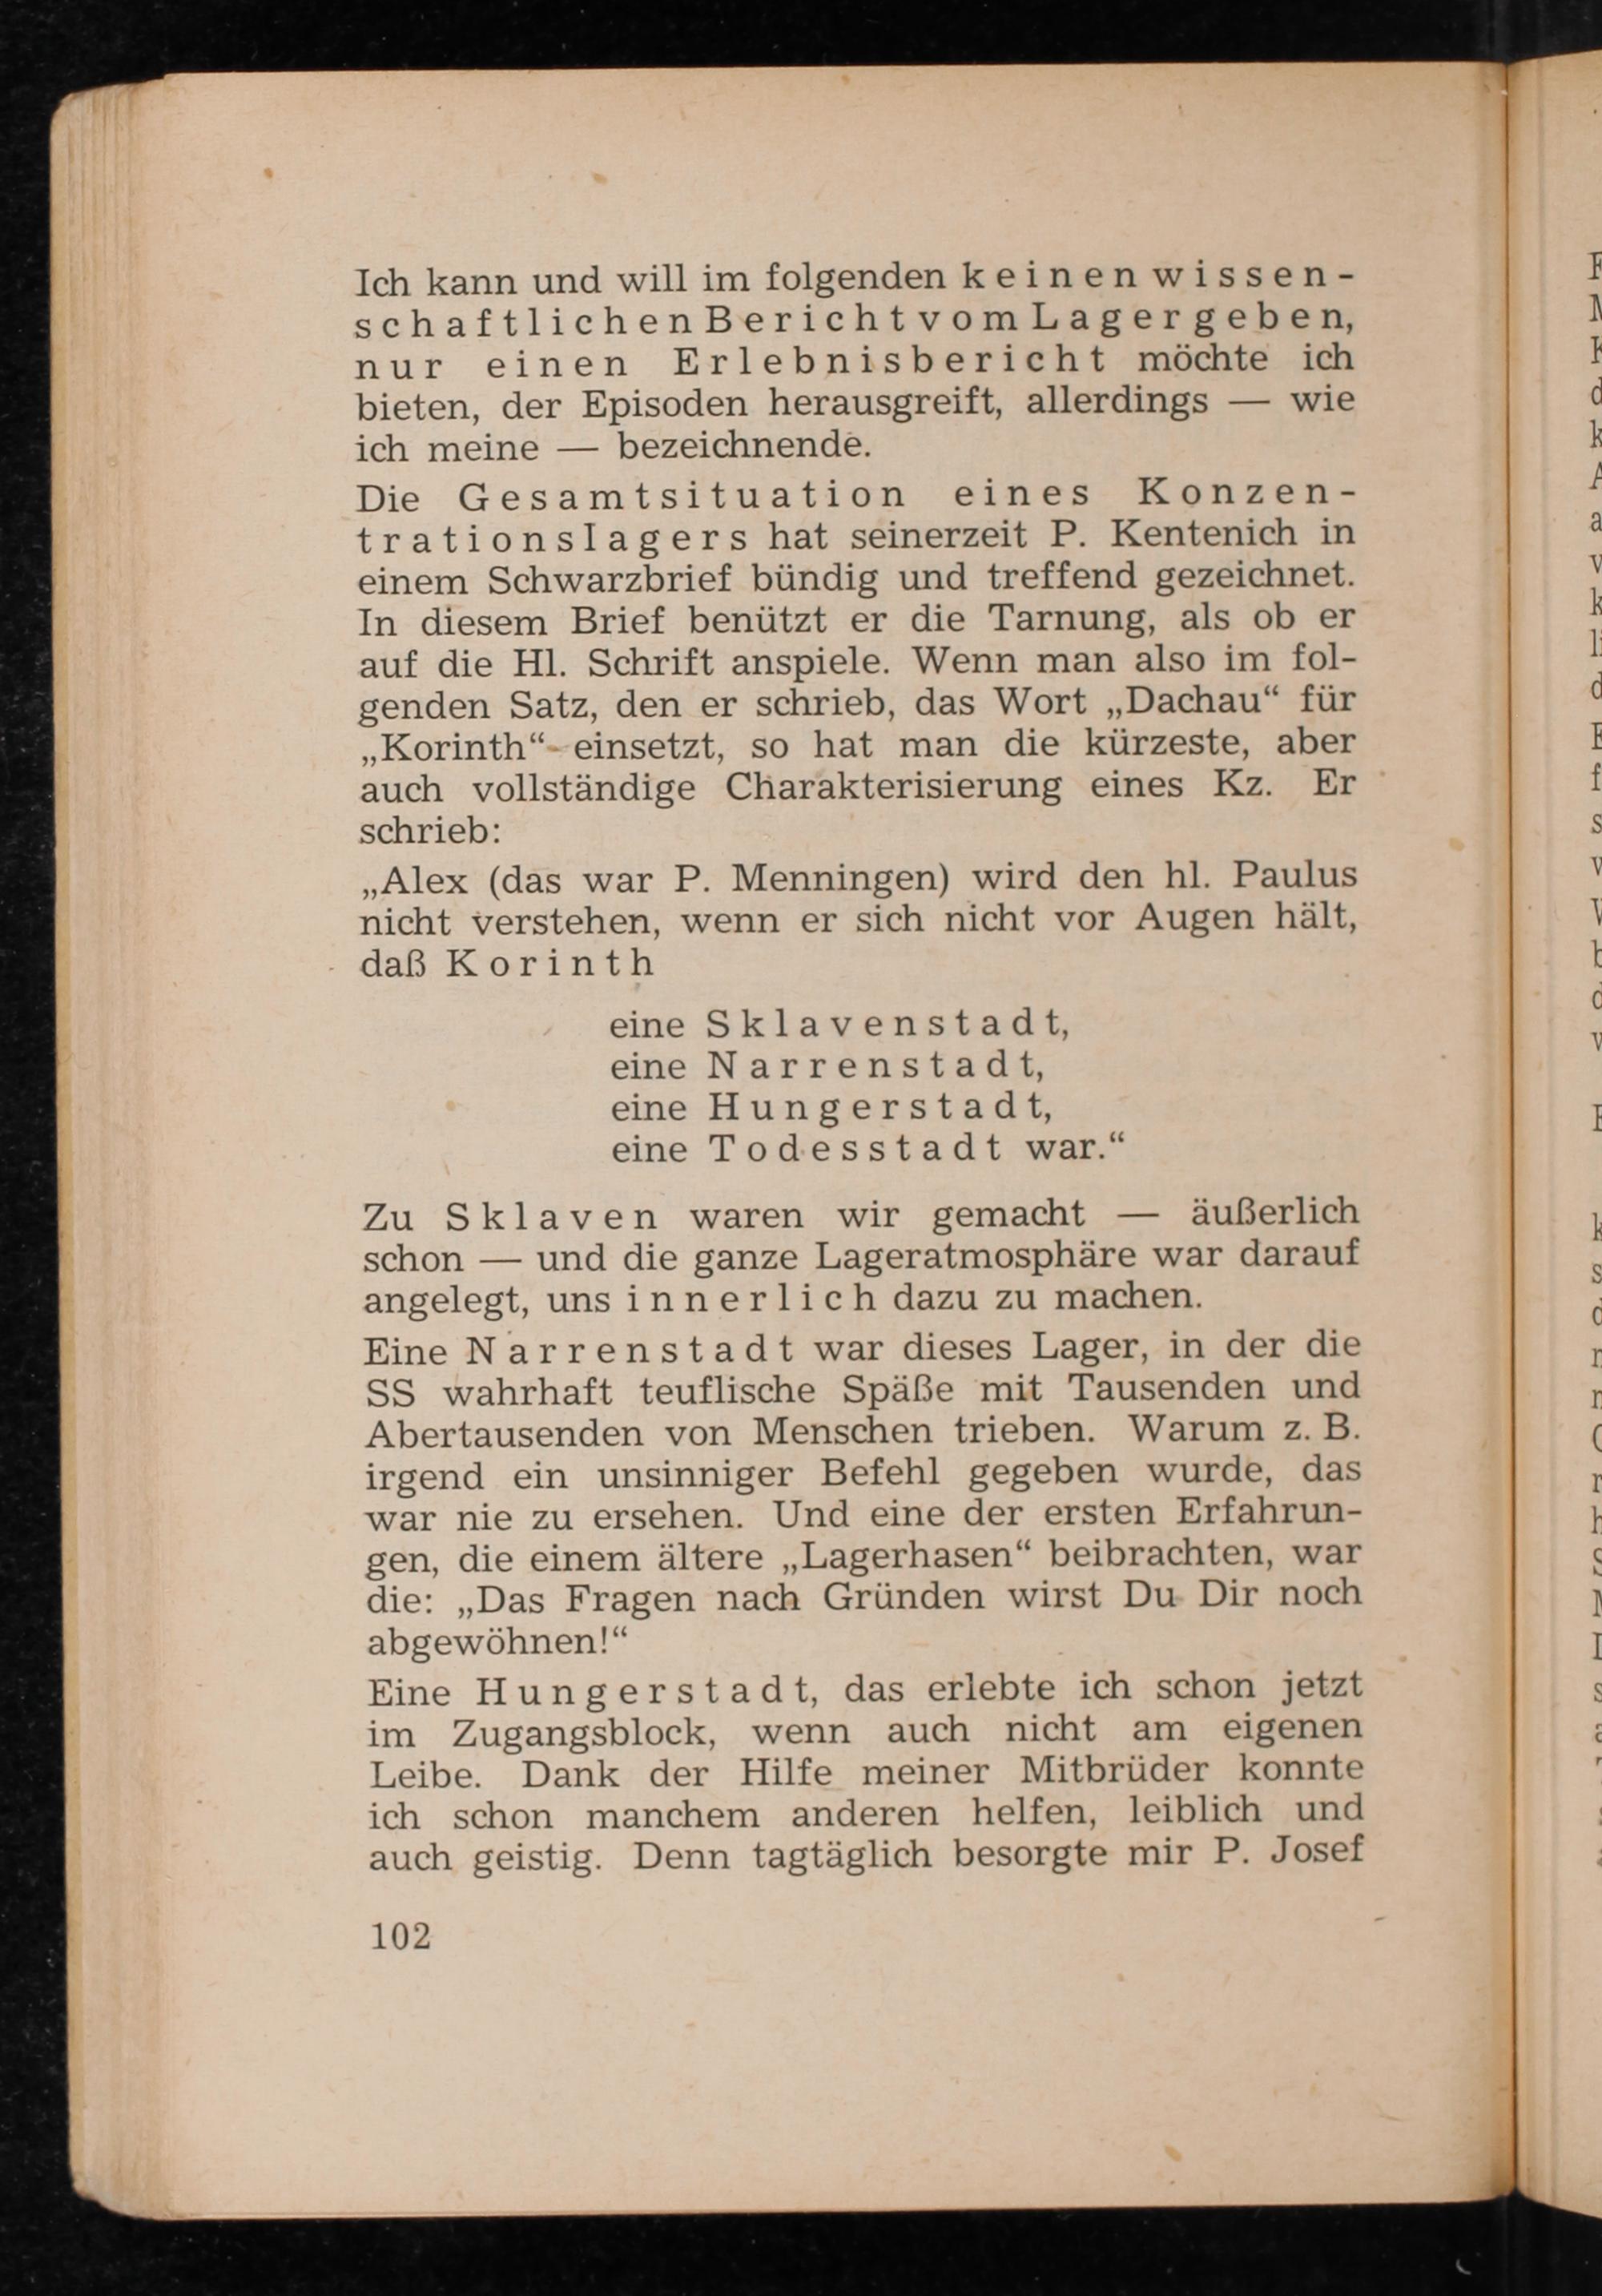 Ich kann und will im folgenden keinen wissen-
schaftlichen Bericht vom Lager geben,
nur einen Erlebnisbericht möchte ich
bieten, der Episoden herausgreift, allerdings — wie
ich meine — bezeichnende.
Die Gesamtsituation eines Konzen-
trationslagers hat seinerzeit P. Kentenich in
einem Schwarzbrief bündig und treffend gezeichnet.
In diesem Brief benützt er die Tarnung, als ob er
auf die Hl. Schrift anspiele. Wenn man also im fol-
genden Satz, den er schrieb, das Wort „Dachau“ für
„Korinth“ einsetzt, so hat man die kürzeste, aber
auch vollständige Charakterisierung eines Kz. Er
schrieb:
„Alex (das war P. Menningen) wird den hl. Paulus
nicht verstehen, wenn er sich nicht vor Augen hält,
daß Korinth
eine Sklavenstadt,
eine Narrenstadt,
eine Hungerstadt,
eine Todesstadt war.“
Zu Sklaven waren wir gemacht — äußerlich
schon — und die ganze Lageratmosphäre war darauf
angelegt, uns innerlich dazu zu machen.
Eine Narrenstadt war dieses Lager, in der die
SS wahrhaft teuflische Späße mit Tausenden und
Abertausenden von Menschen trieben. Warum z. B.
irgend ein unsinniger Befehl gegeben wurde, das
war nie zu ersehen. Und eine der ersten Erfahrun-
gen, die einem ältere „Lagerhasen“ beibrachten, war
die: „Das Fragen nach Gründen wirst Du Dir noch
abgewöhnen!“
Eine Hungerstadt, das erlebte ich schon jetzt
im Zugangsblock, wenn auch nicht am eigenen
Leibe. Dank der Hilfe meiner Mitbrüder konnte
ich schon manchem anderen helfen, leiblich und
auch geistig. Denn tagtäglich besorgte mir P. Josef
102